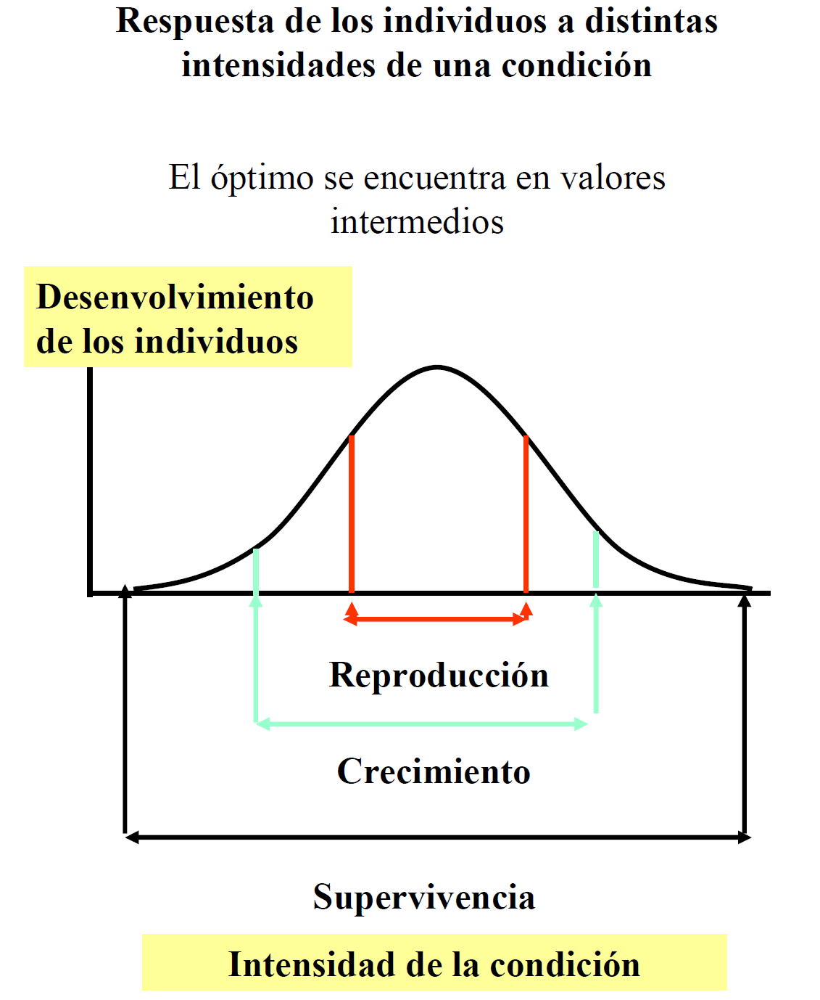 Respuesta de los individuos a distintas
intensidades de una condición
El óptimo se encuentra en valores
intermedios
Desenvolvimiento
de los individuos
Reproducción
Crecimiento
Supervivencia
Intensidad de la condición